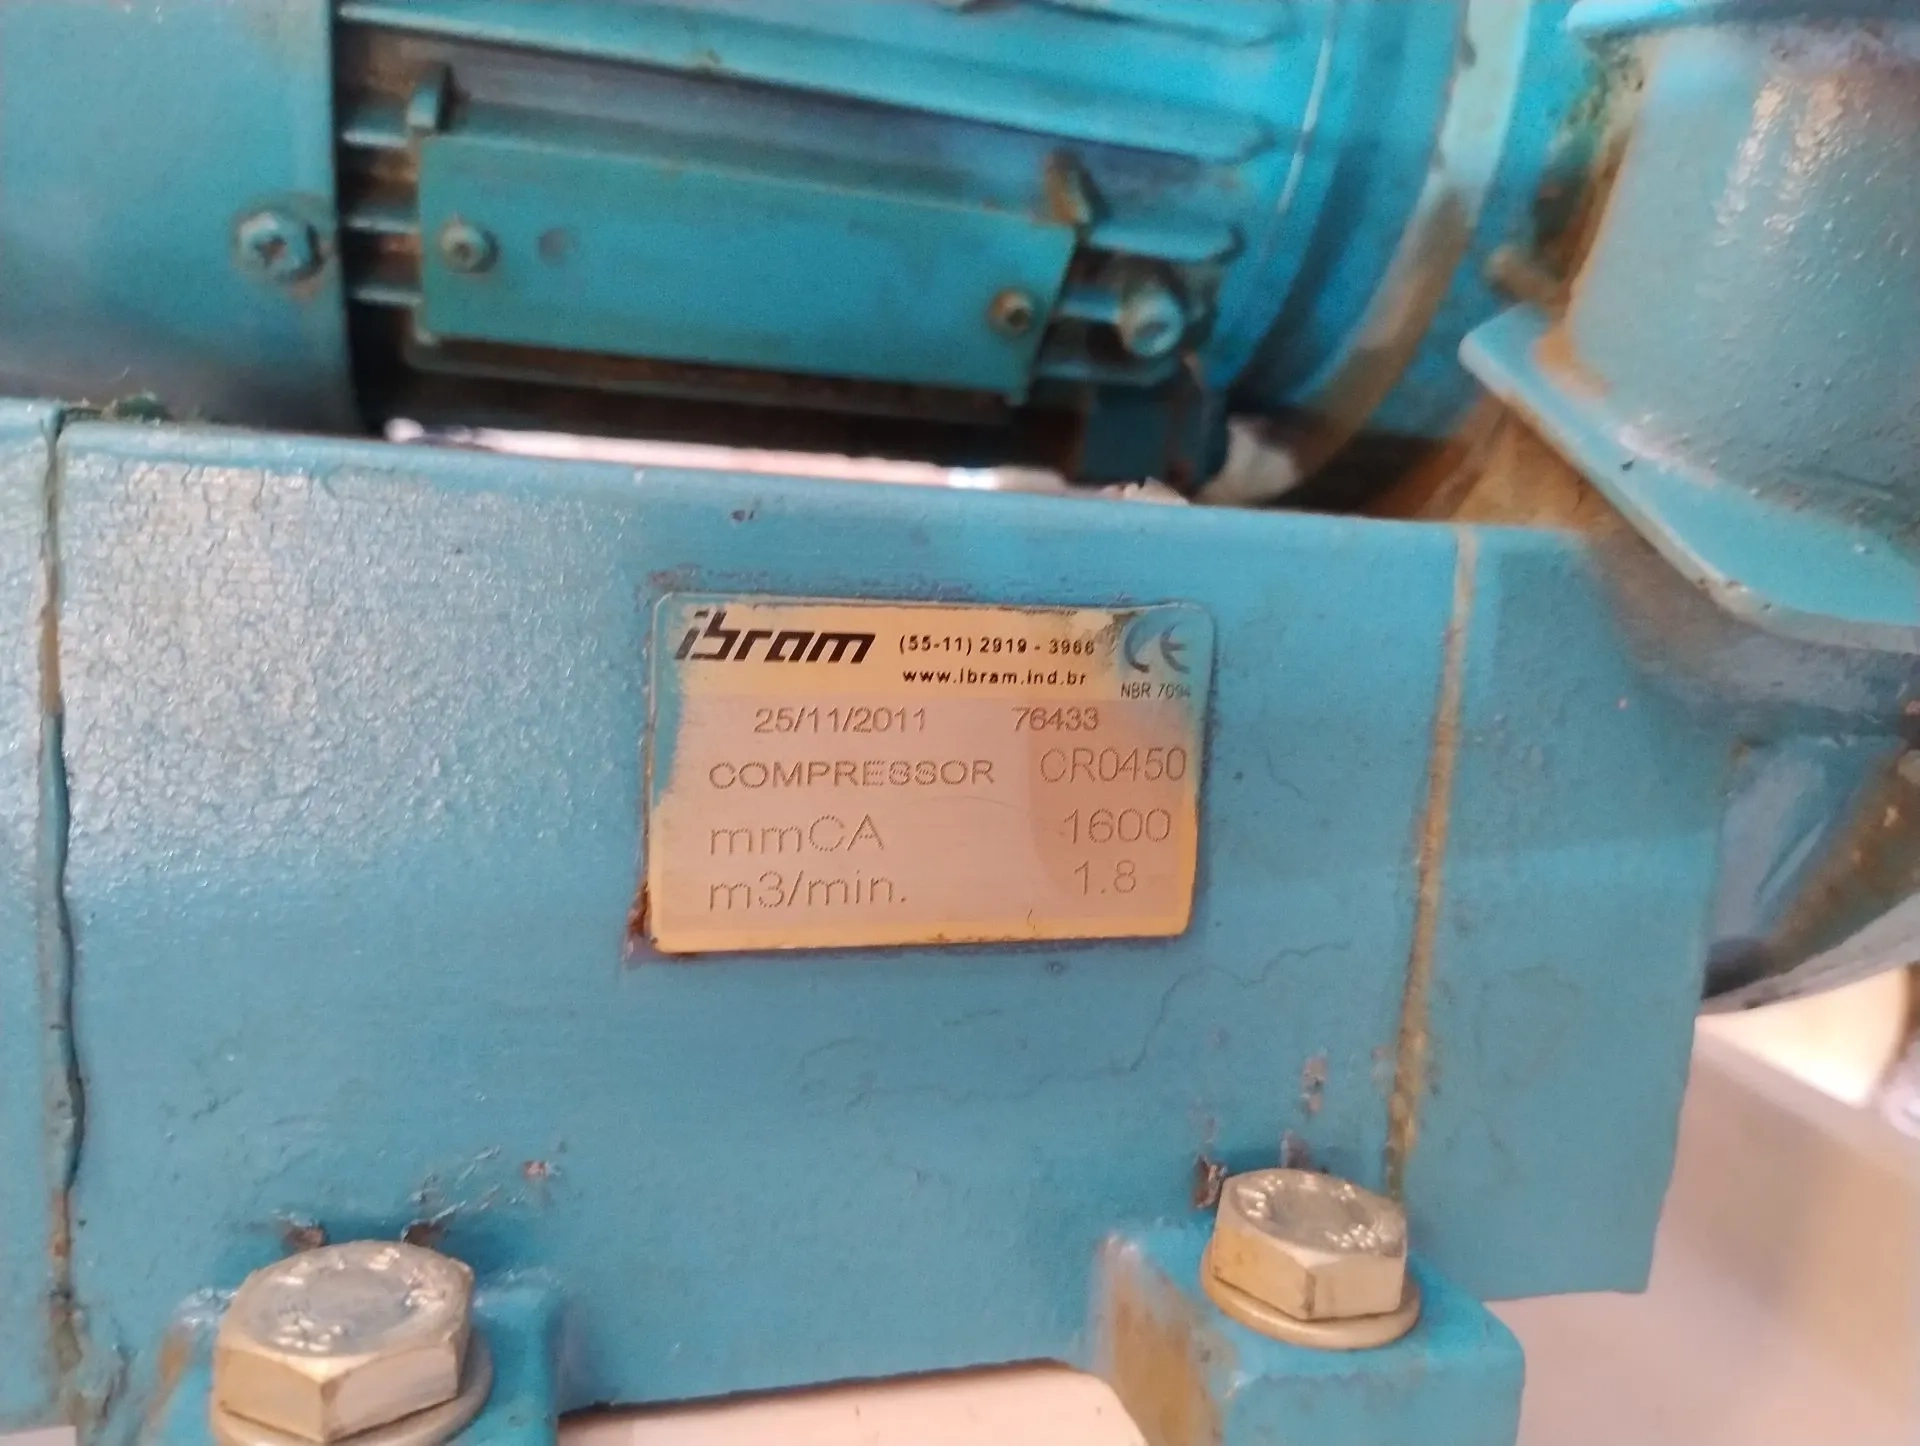 ibram (55-11) 2919 - 3966 CE
www.ibram.ind.br NBR 7094
25/11/2011 76433
COMPRESSOR CR0450
mmCA 1600
m3/min. 1.8